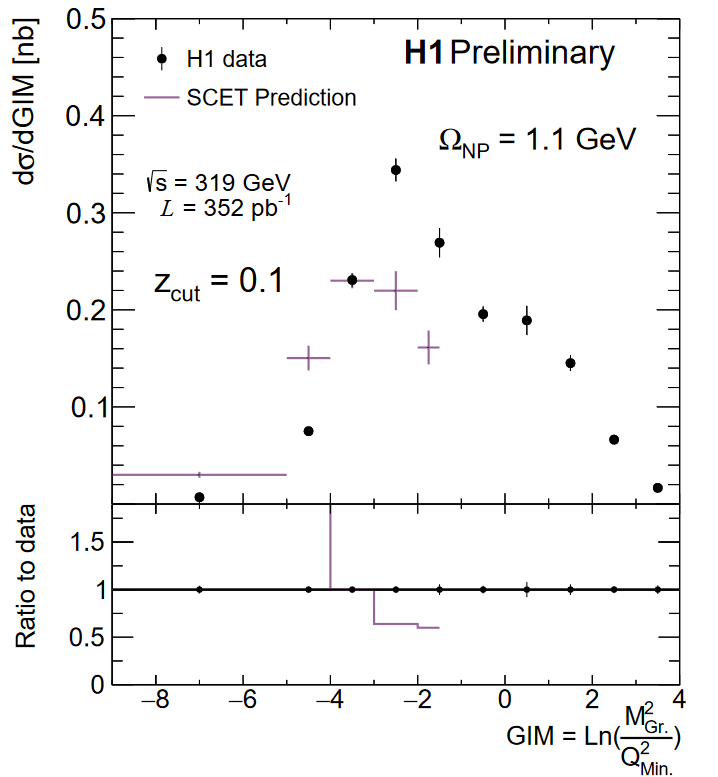 0.5
0.4
0.3
0.2
0.1
dσ/dGIM [nb]
H1 Preliminary
H1 data
SCET Prediction
Ω_NP = 1.1 GeV
√s = 319 GeV
L = 352 pb⁻¹
z_cut = 0.1
Ratio to data
1.5
1
0.5
0
−8 −6 −4 −2 0 2 4
GIM = Ln(M²_Gr. / Q²_Min.)